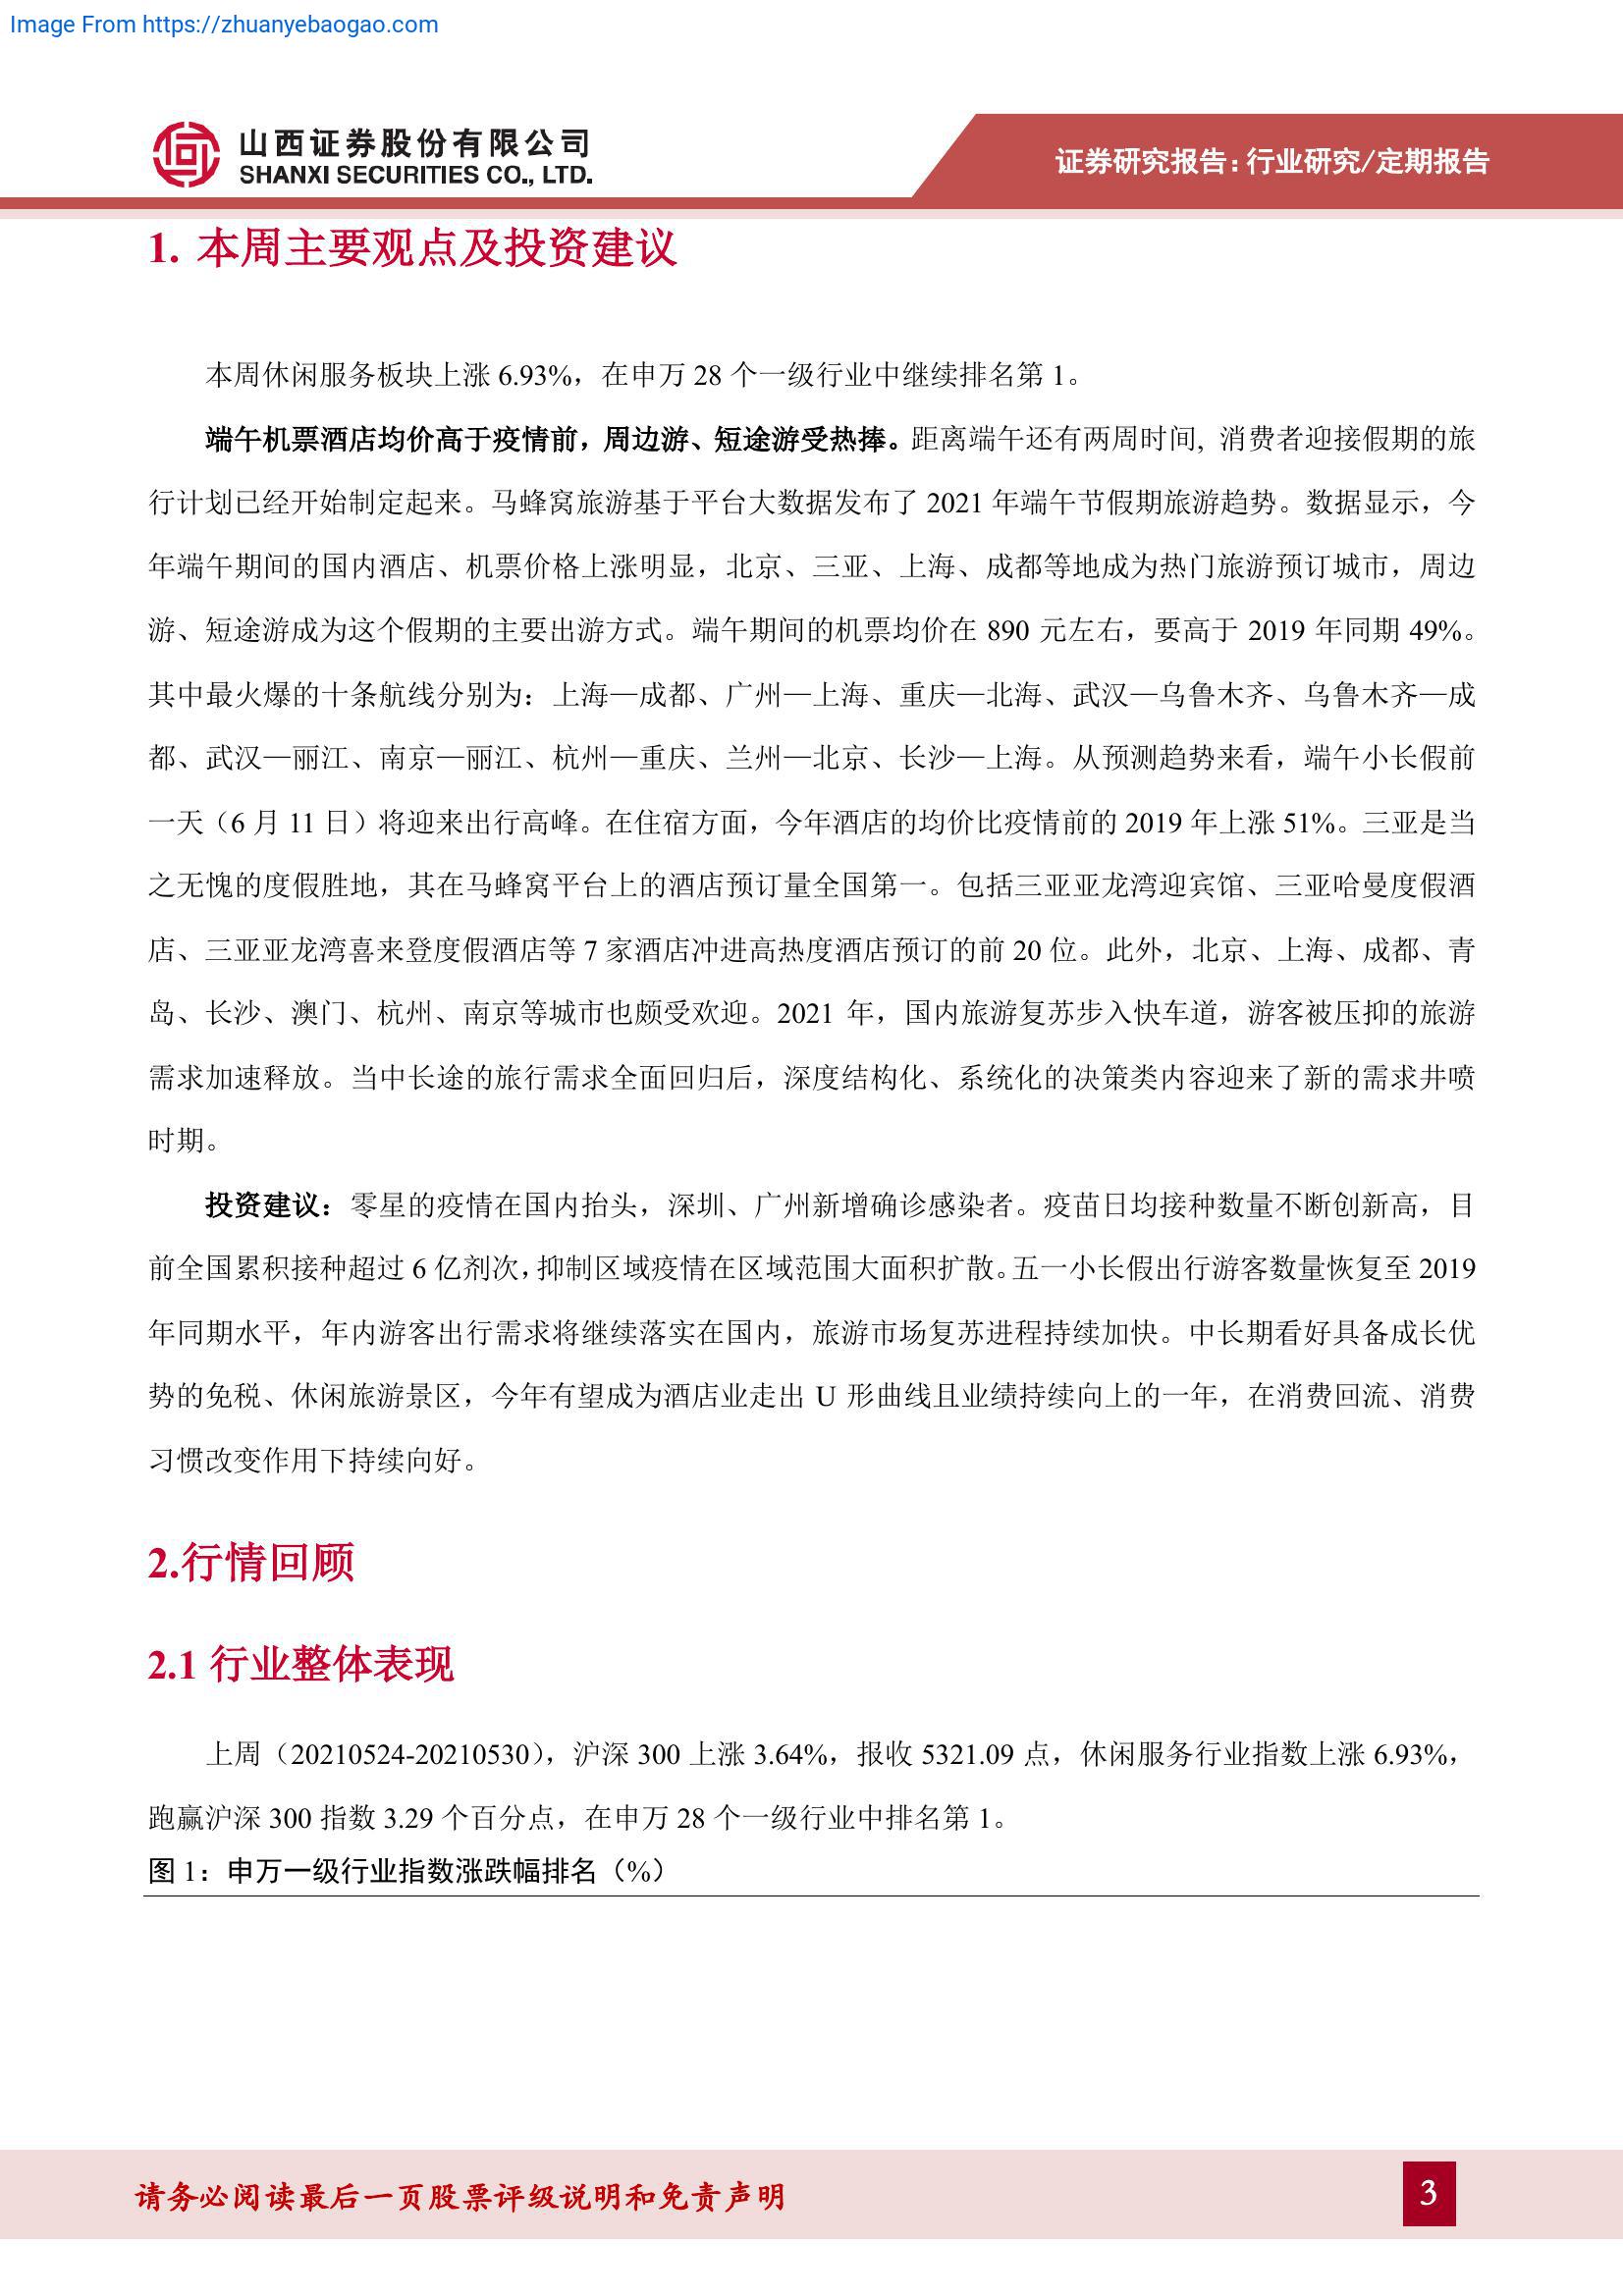 Image From https://zhuanyebaogao.com
山西证券股份有限公司
SHANXI SECURITIES CO., LTD.
证券研究报告：行业研究/定期报告
1. 本周主要观点及投资建议
本周休闲服务板块上涨 6.93%，在申万 28 个一级行业中继续排名第 1。
端午机票酒店均价高于疫情前，周边游、短途游受热捧。距离端午还有两周时间, 消费者迎接假期的旅
行计划已经开始制定起来。马蜂窝旅游基于平台大数据发布了 2021 年端午节假期旅游趋势。数据显示，今
年端午期间的国内酒店、机票价格上涨明显，北京、三亚、上海、成都等地成为热门旅游预订城市，周边
游、短途游成为这个假期的主要出游方式。端午期间的机票均价在 890 元左右，要高于 2019 年同期 49%。
其中最火爆的十条航线分别为：上海—成都、广州—上海、重庆—北海、武汉—乌鲁木齐、乌鲁木齐—成
都、武汉—丽江、南京—丽江、杭州—重庆、兰州—北京、长沙—上海。从预测趋势来看，端午小长假前
一天（6 月 11 日）将迎来出行高峰。在住宿方面，今年酒店的均价比疫情前的 2019 年上涨 51%。三亚是当
之无愧的度假胜地，其在马蜂窝平台上的酒店预订量全国第一。包括三亚亚龙湾迎宾馆、三亚哈曼度假酒
店、三亚亚龙湾喜来登度假酒店等 7 家酒店冲进高热度酒店预订的前 20 位。此外，北京、上海、成都、青
岛、长沙、澳门、杭州、南京等城市也颇受欢迎。2021 年，国内旅游复苏步入快车道，游客被压抑的旅游
需求加速释放。当中长途的旅行需求全面回归后，深度结构化、系统化的决策类内容迎来了新的需求井喷
时期。
投资建议：零星的疫情在国内抬头，深圳、广州新增确诊感染者。疫苗日均接种数量不断创新高，目
前全国累积接种超过 6 亿剂次，抑制区域疫情在区域范围大面积扩散。五一小长假出行游客数量恢复至 2019
年同期水平，年内游客出行需求将继续落实在国内，旅游市场复苏进程持续加快。中长期看好具备成长优
势的免税、休闲旅游景区，今年有望成为酒店业走出 U 形曲线且业绩持续向上的一年，在消费回流、消费
习惯改变作用下持续向好。
2.行情回顾
2.1 行业整体表现
上周（20210524-20210530），沪深 300 上涨 3.64%，报收 5321.09 点，休闲服务行业指数上涨 6.93%，
跑赢沪深 300 指数 3.29 个百分点，在申万 28 个一级行业中排名第 1。
图 1：申万一级行业指数涨跌幅排名（%）
请务必阅读最后一页股票评级说明和免责声明
3